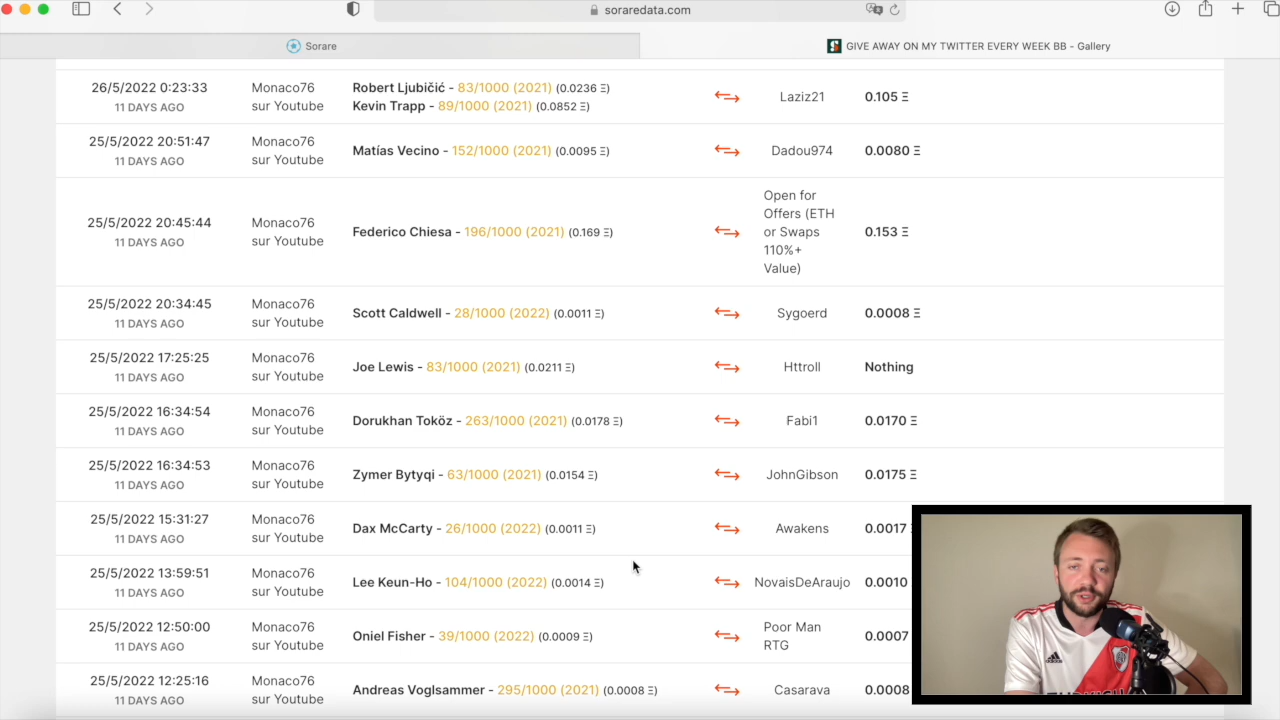 soraredata.com
Sorare
GIVE AWAY ON MY TWITTER EVERY WEEK BB - Gallery
26/5/2022 0:23:33
11 DAYS AGO
Monaco76
sur Youtube
Robert Ljubičić - 83/1000 (2021) (0.0236 Ξ)
Kevin Trapp - 89/1000 (2021) (0.0852 Ξ)
Laziz21
0.105 Ξ
25/5/2022 20:51:47
11 DAYS AGO
Monaco76
sur Youtube
Matías Vecino - 152/1000 (2021) (0.0095 Ξ)
Dadou974
0.0080 Ξ
25/5/2022 20:45:44
11 DAYS AGO
Monaco76
sur Youtube
Federico Chiesa - 196/1000 (2021) (0.169 Ξ)
Open for
Offers (ETH
or Swaps
110%+
Value)
0.153 Ξ
25/5/2022 20:34:45
11 DAYS AGO
Monaco76
sur Youtube
Scott Caldwell - 28/1000 (2022) (0.0011 Ξ)
Sygoerd
0.0008 Ξ
25/5/2022 17:25:25
11 DAYS AGO
Monaco76
sur Youtube
Joe Lewis - 83/1000 (2021) (0.0211 Ξ)
Httroll
Nothing
25/5/2022 16:34:54
11 DAYS AGO
Monaco76
sur Youtube
Dorukhan Toköz - 263/1000 (2021) (0.0178 Ξ)
Fabi1
0.0170 Ξ
25/5/2022 16:34:53
11 DAYS AGO
Monaco76
sur Youtube
Zymer Bytyqi - 63/1000 (2021) (0.0154 Ξ)
JohnGibson
0.0175 Ξ
25/5/2022 15:31:27
11 DAYS AGO
Monaco76
sur Youtube
Dax McCarty - 26/1000 (2022) (0.0011 Ξ)
Awakens
0.0017
25/5/2022 13:59:51
11 DAYS AGO
Monaco76
sur Youtube
Lee Keun-Ho - 104/1000 (2022) (0.0014 Ξ)
NovaisDeAraujo
0.0010
25/5/2022 12:50:00
11 DAYS AGO
Monaco76
sur Youtube
Oniel Fisher - 39/1000 (2022) (0.0009 Ξ)
Poor Man
RTG
0.0007
25/5/2022 12:25:16
11 DAYS AGO
Monaco76
sur Youtube
Andreas Voglsammer - 295/1000 (2021) (0.0008 Ξ)
Casarava
0.0008
adidas